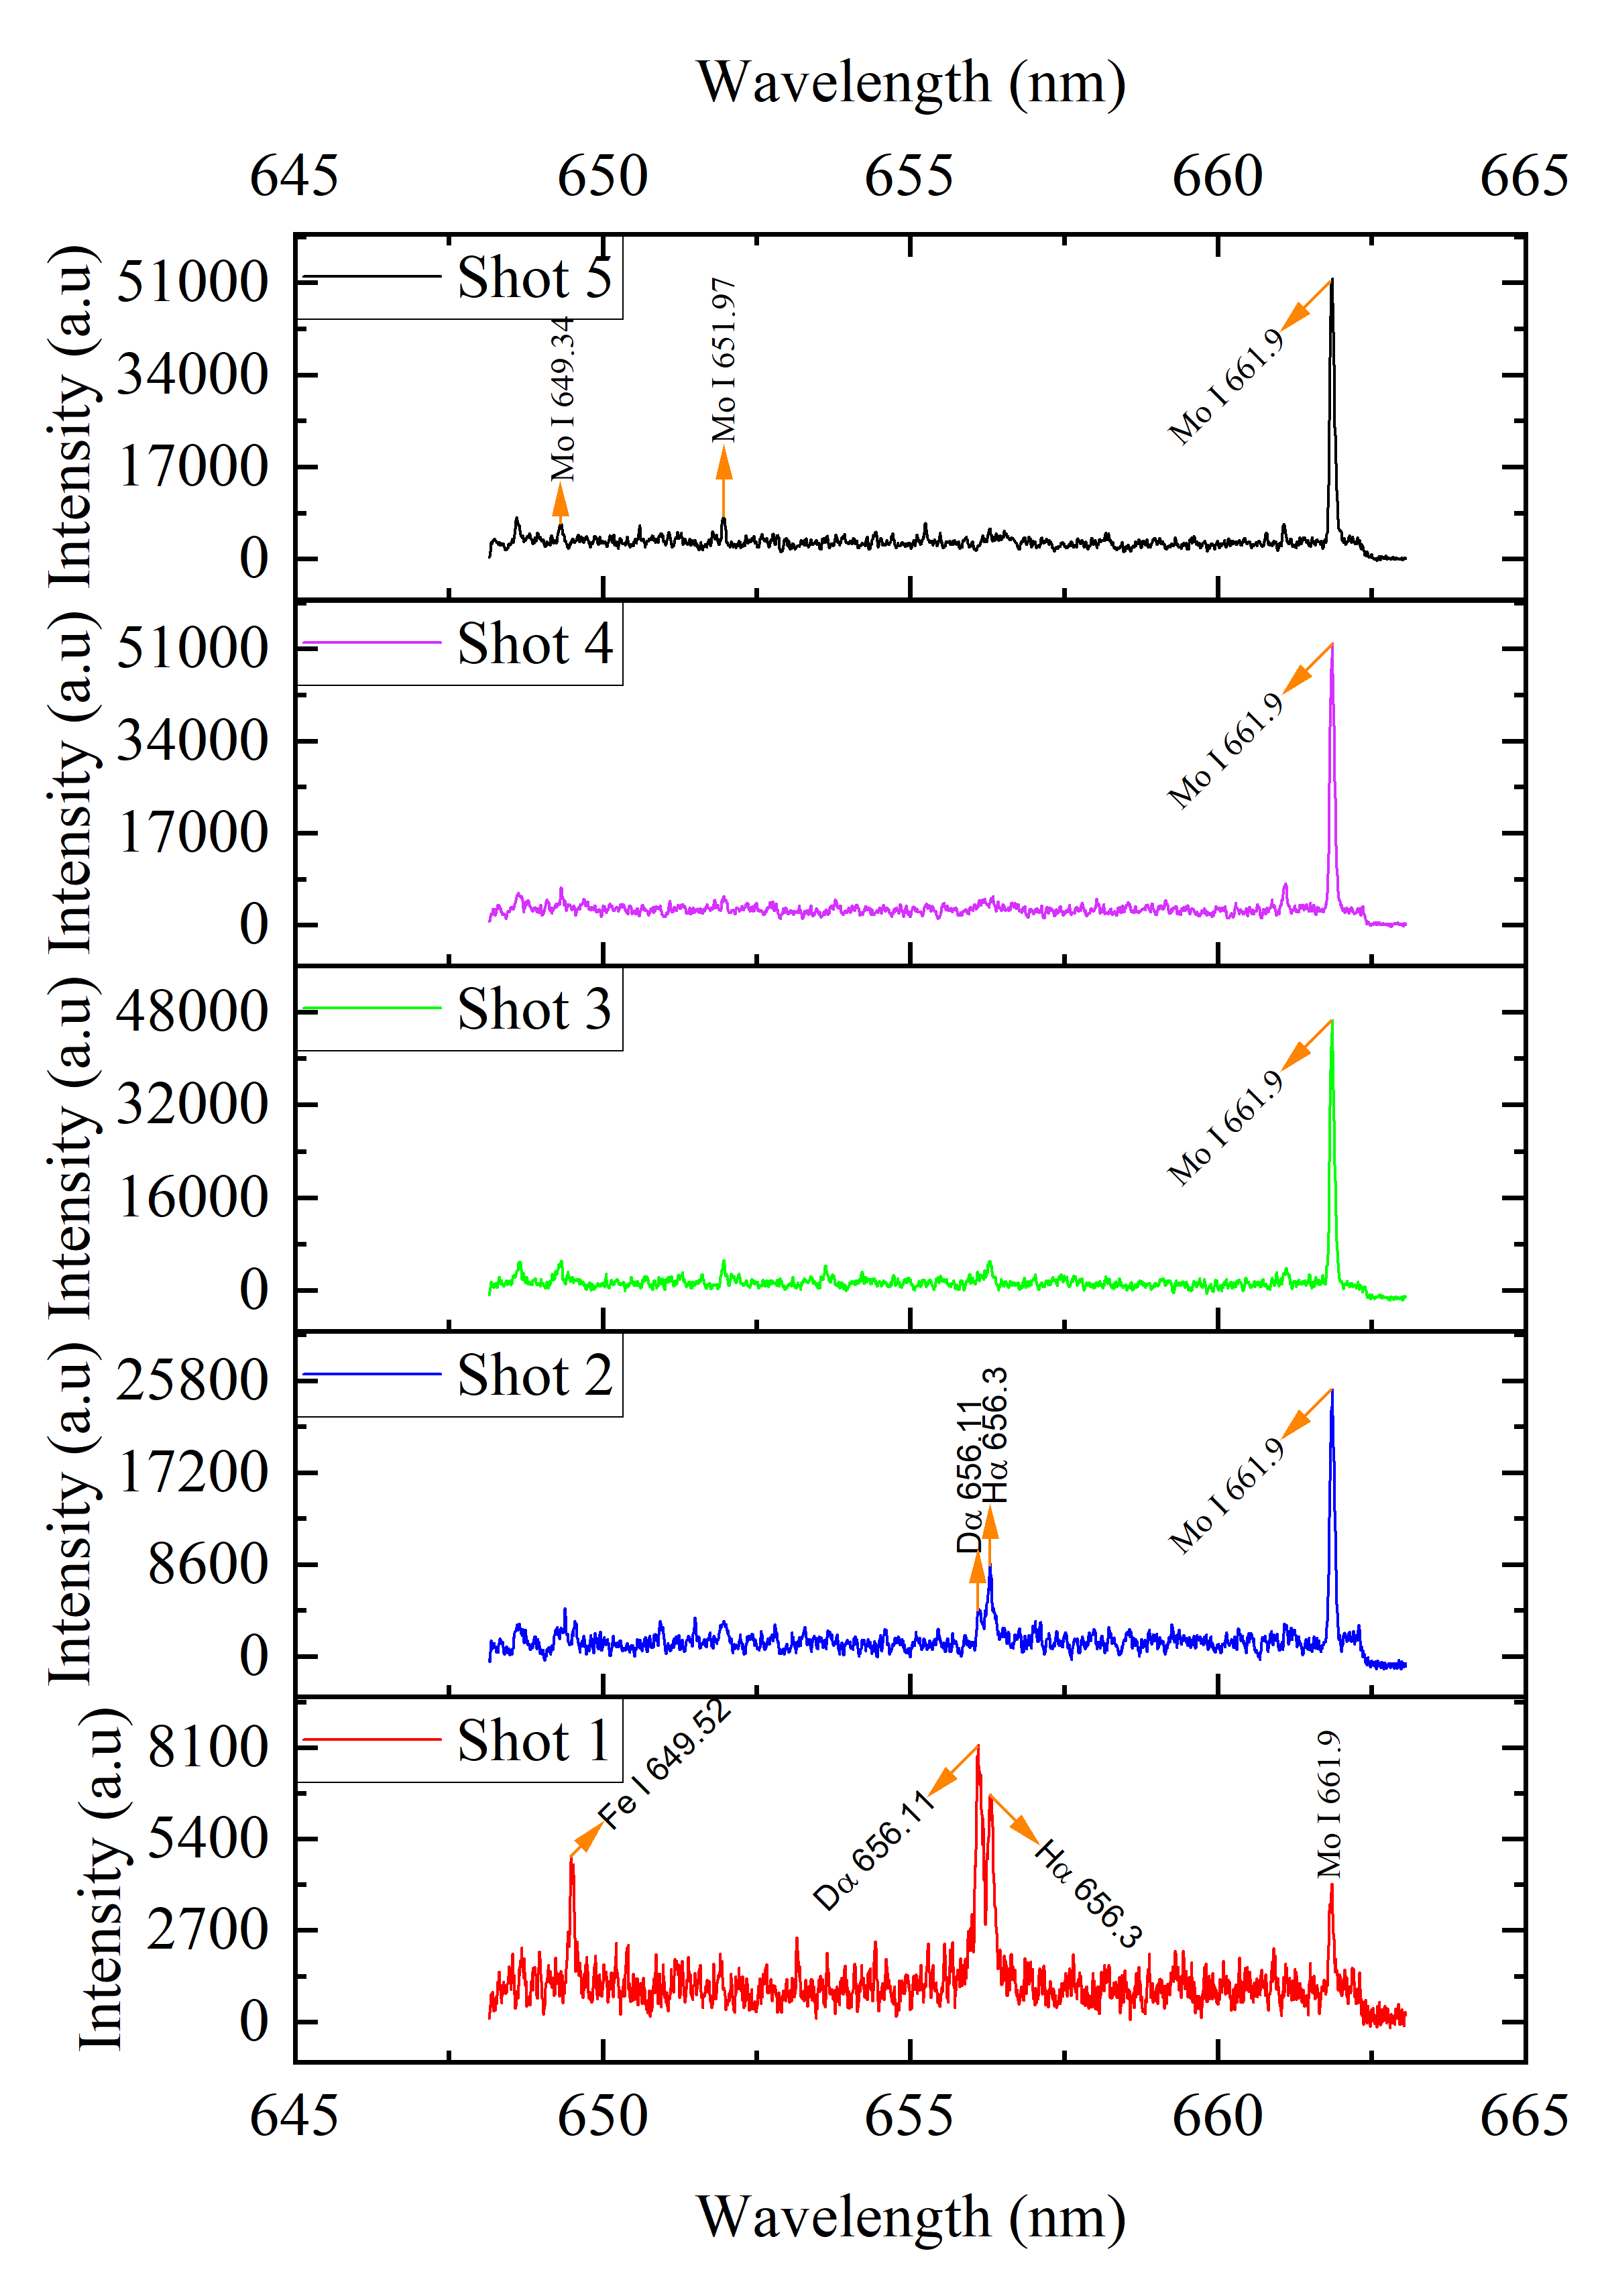 Wavelength (nm)
645 650 655 660 665
Intensity (a.u)
51000
34000
17000
0
Shot 5
Mo I 649.34
Mo I 651.97
Mo I 661.9
Intensity (a.u)
51000
34000
17000
0
Shot 4
Mo I 661.9
Intensity (a.u)
48000
32000
16000
0
Shot 3
Mo I 661.9
Intensity (a.u)
25800
17200
8600
0
Shot 2
Dα 656.11
Hα 656.3
Mo I 661.9
Intensity (a.u)
8100
5400
2700
0
Shot 1
Fe I 649.52
Dα 656.11
Hα 656.3
Mo I 661.9
645 650 655 660 665
Wavelength (nm)